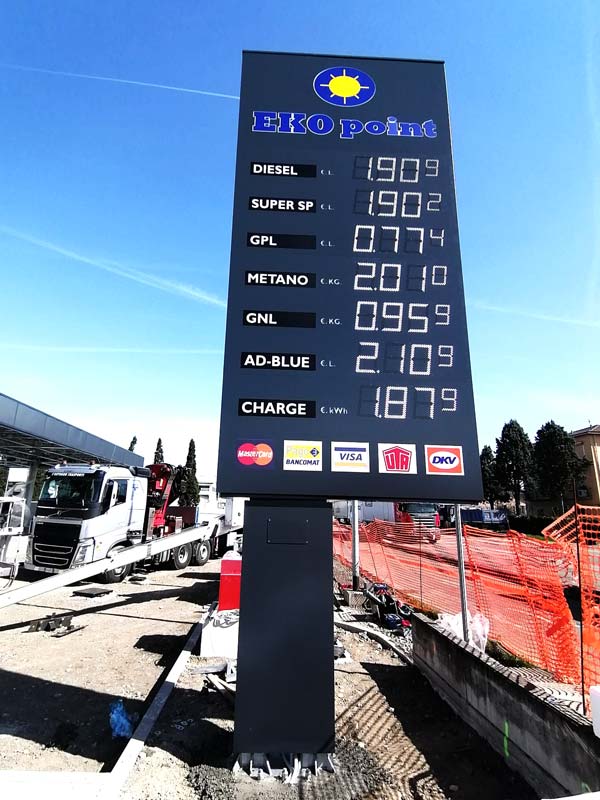 EKO point
DIESEL €.L. 1.909
SUPER SP €.L. 1.902
GPL €.L. 0.774
METANO €.KG. 2.010
GNL €.KG. 0.959
AD-BLUE €.L. 2.109
CHARGE €.kWh 1.879
MasterCard BANCOMAT VISA UTA DKV